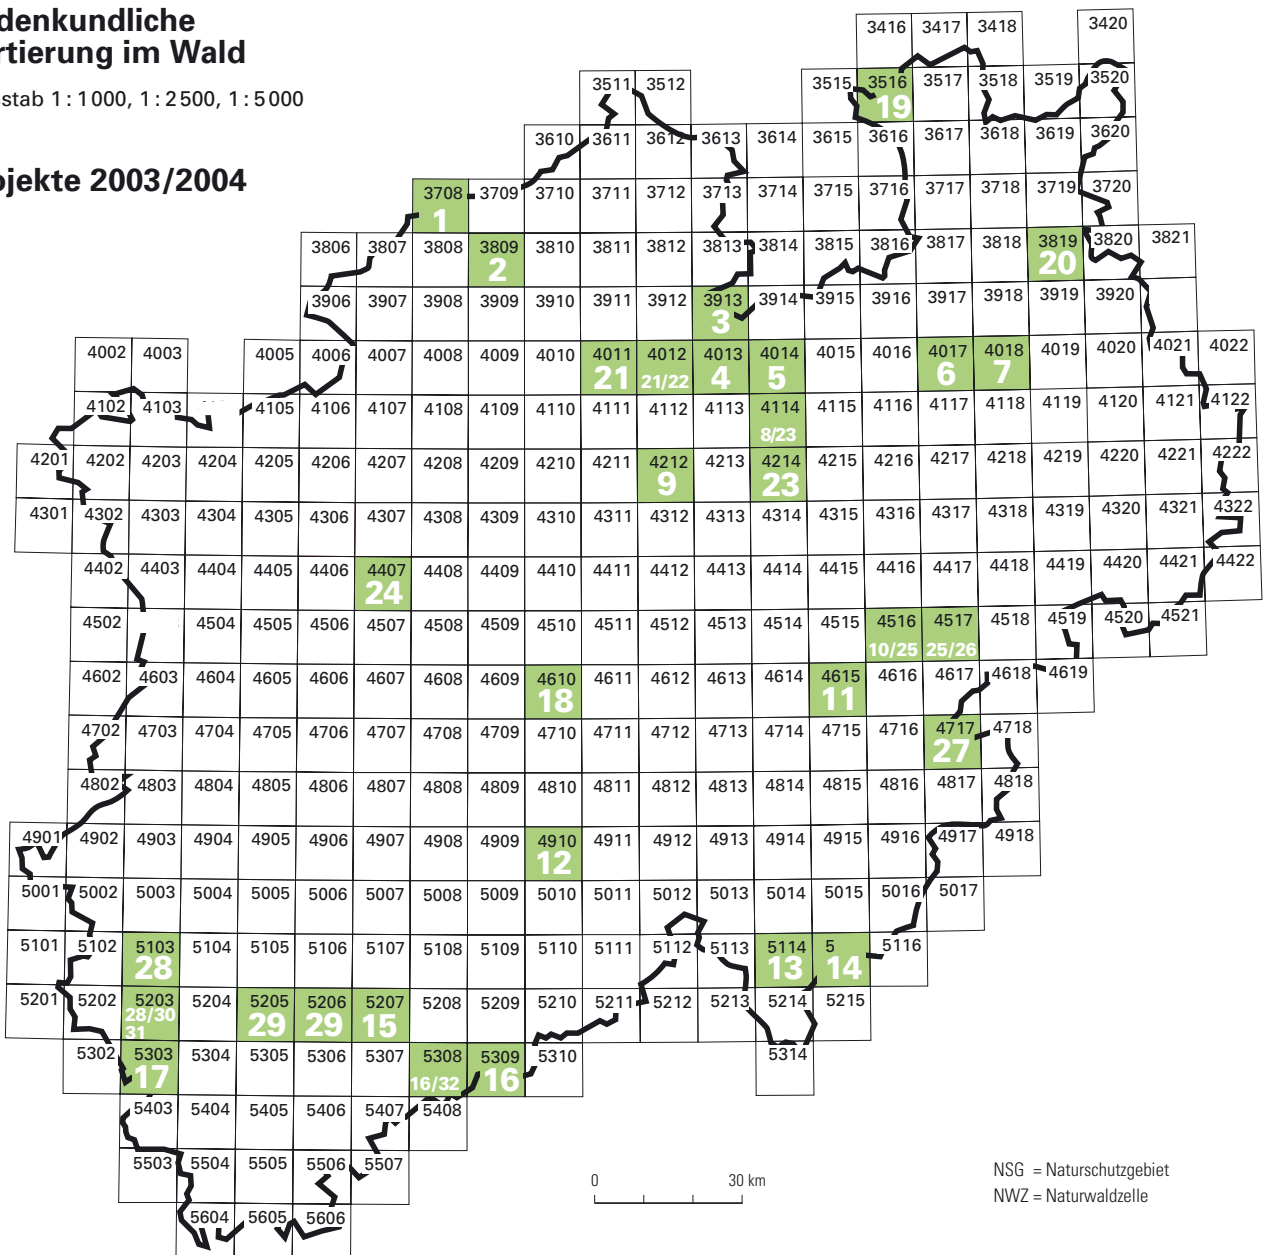 denkundliche
rtierung im Wald
sstab 1 : 1 000, 1 : 2 500, 1 : 5 000
ojekte 2003/2004
3416 3417 3418 3420
3511 3512 3515 3516 3517 3518 3519 3520
19
3610 3611 3612 3613 3614 3615 3616 3617 3618 3619 3620
3708 3709 3710 3711 3712 3713 3714 3715 3716 3717 3718 3719 3720
1
3806 3807 3808 3809 3810 3811 3812 3813 3814 3815 3816 3817 3818 3819 3820 3821
2 20
3906 3907 3908 3909 3910 3911 3912 3913 3914 3915 3916 3917 3918 3919 3920
3
4002 4003 4005 4006 4007 4008 4009 4010 4011 4012 4013 4014 4015 4016 4017 4018 4019 4020 4021 4022
21 21/22 4 5 6 7
4102 4103 4105 4106 4107 4108 4109 4110 4111 4112 4113 4114 4115 4116 4117 4118 4119 4120 4121 4122
8/23
4201 4202 4203 4204 4205 4206 4207 4208 4209 4210 4211 4212 4213 4214 4215 4216 4217 4218 4219 4220 4221 4222
9 23
4301 4302 4303 4304 4305 4306 4307 4308 4309 4310 4311 4312 4313 4314 4315 4316 4317 4318 4319 4320 4321 4322
4402 4403 4404 4405 4406 4407 4408 4409 4410 4411 4412 4413 4414 4415 4416 4417 4418 4419 4420 4421 4422
24
4502 4504 4505 4506 4507 4508 4509 4510 4511 4512 4513 4514 4515 4516 4517 4518 4519 4520 4521
10/25 25/26
4602 4603 4604 4605 4606 4607 4608 4609 4610 4611 4612 4613 4614 4615 4616 4617 4618 4619
18 11
4702 4703 4704 4705 4706 4707 4708 4709 4710 4711 4712 4713 4714 4715 4716 4717 4718
27
4802 4803 4804 4805 4806 4807 4808 4809 4810 4811 4812 4813 4814 4815 4816 4817 4818
4901 4902 4903 4904 4905 4906 4907 4908 4909 4910 4911 4912 4913 4914 4915 4916 4917 4918
12
5001 5002 5003 5004 5005 5006 5007 5008 5009 5010 5011 5012 5013 5014 5015 5016 5017
5101 5102 5103 5104 5105 5106 5107 5108 5109 5110 5111 5112 5113 5114 5 5116
28 13 14
5201 5202 5203 5204 5205 5206 5207 5208 5209 5210 5211 5212 5213 5214 5215
28/30 29 29 15
31
5302 5303 5304 5305 5306 5307 5308 5309 5310 5314
17 16/32 16
5403 5404 5405 5406 5407 5408
5503 5504 5505 5506 5507
5604 5605 5606
0 30 km
NSG = Naturschutzgebiet
NWZ = Naturwaldzelle